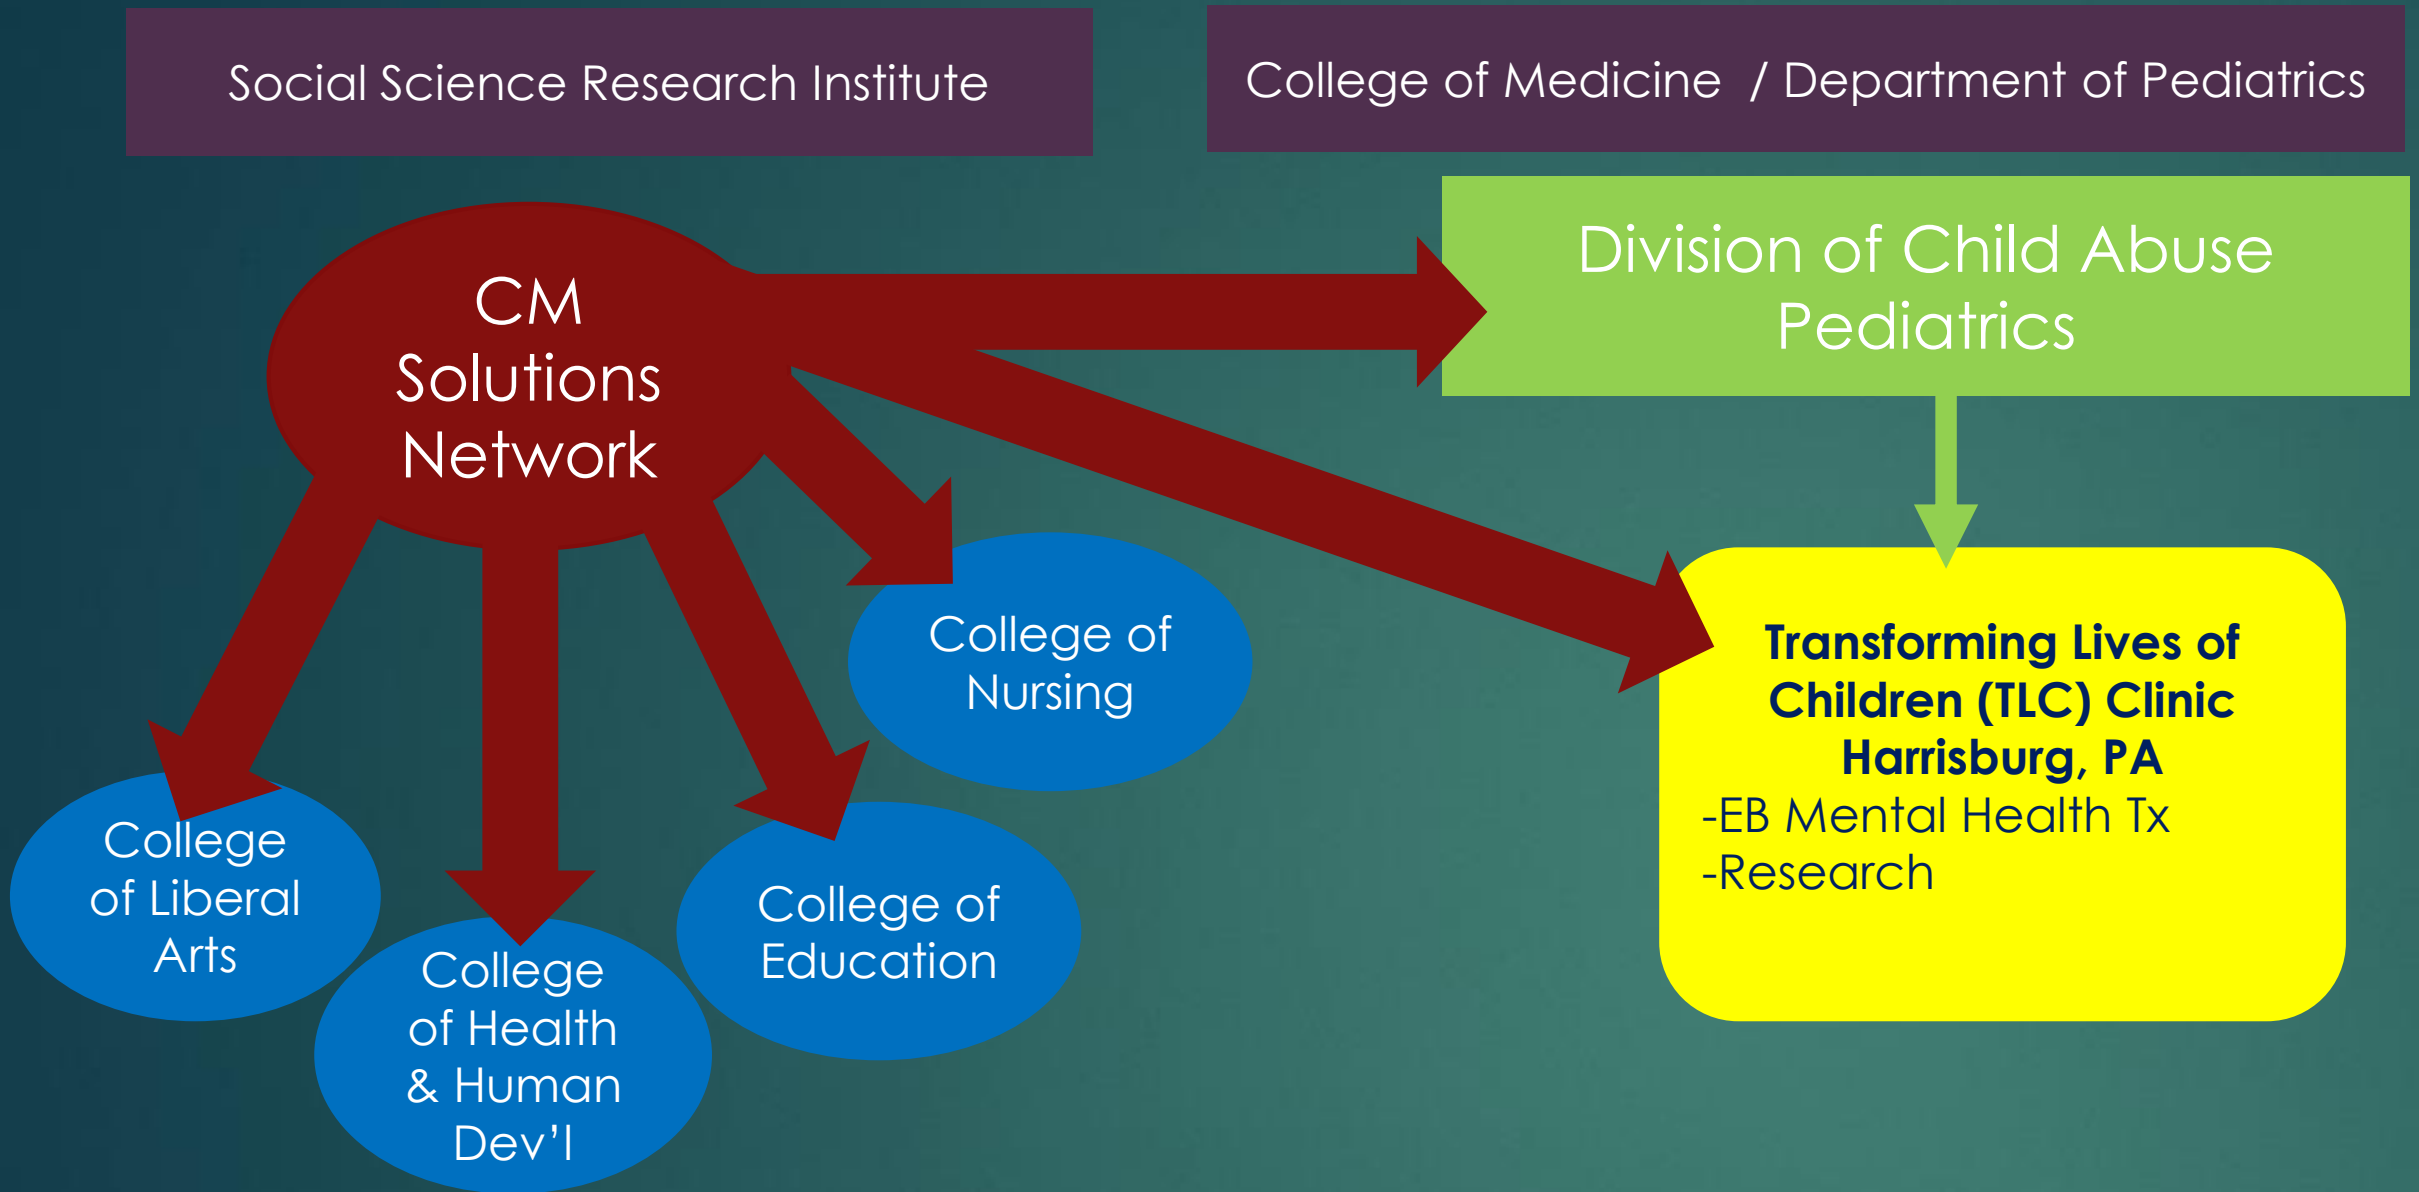 Social Science Research Institute
College of Medicine / Department of Pediatrics
CM
Solutions
Network
Division of Child Abuse
Pediatrics
College of
Nursing
Transforming Lives of
Children (TLC) Clinic
Harrisburg, PA
-EB Mental Health Tx
-Research
College
of Liberal
Arts
College
of Health
& Human
Dev’l
College of
Education